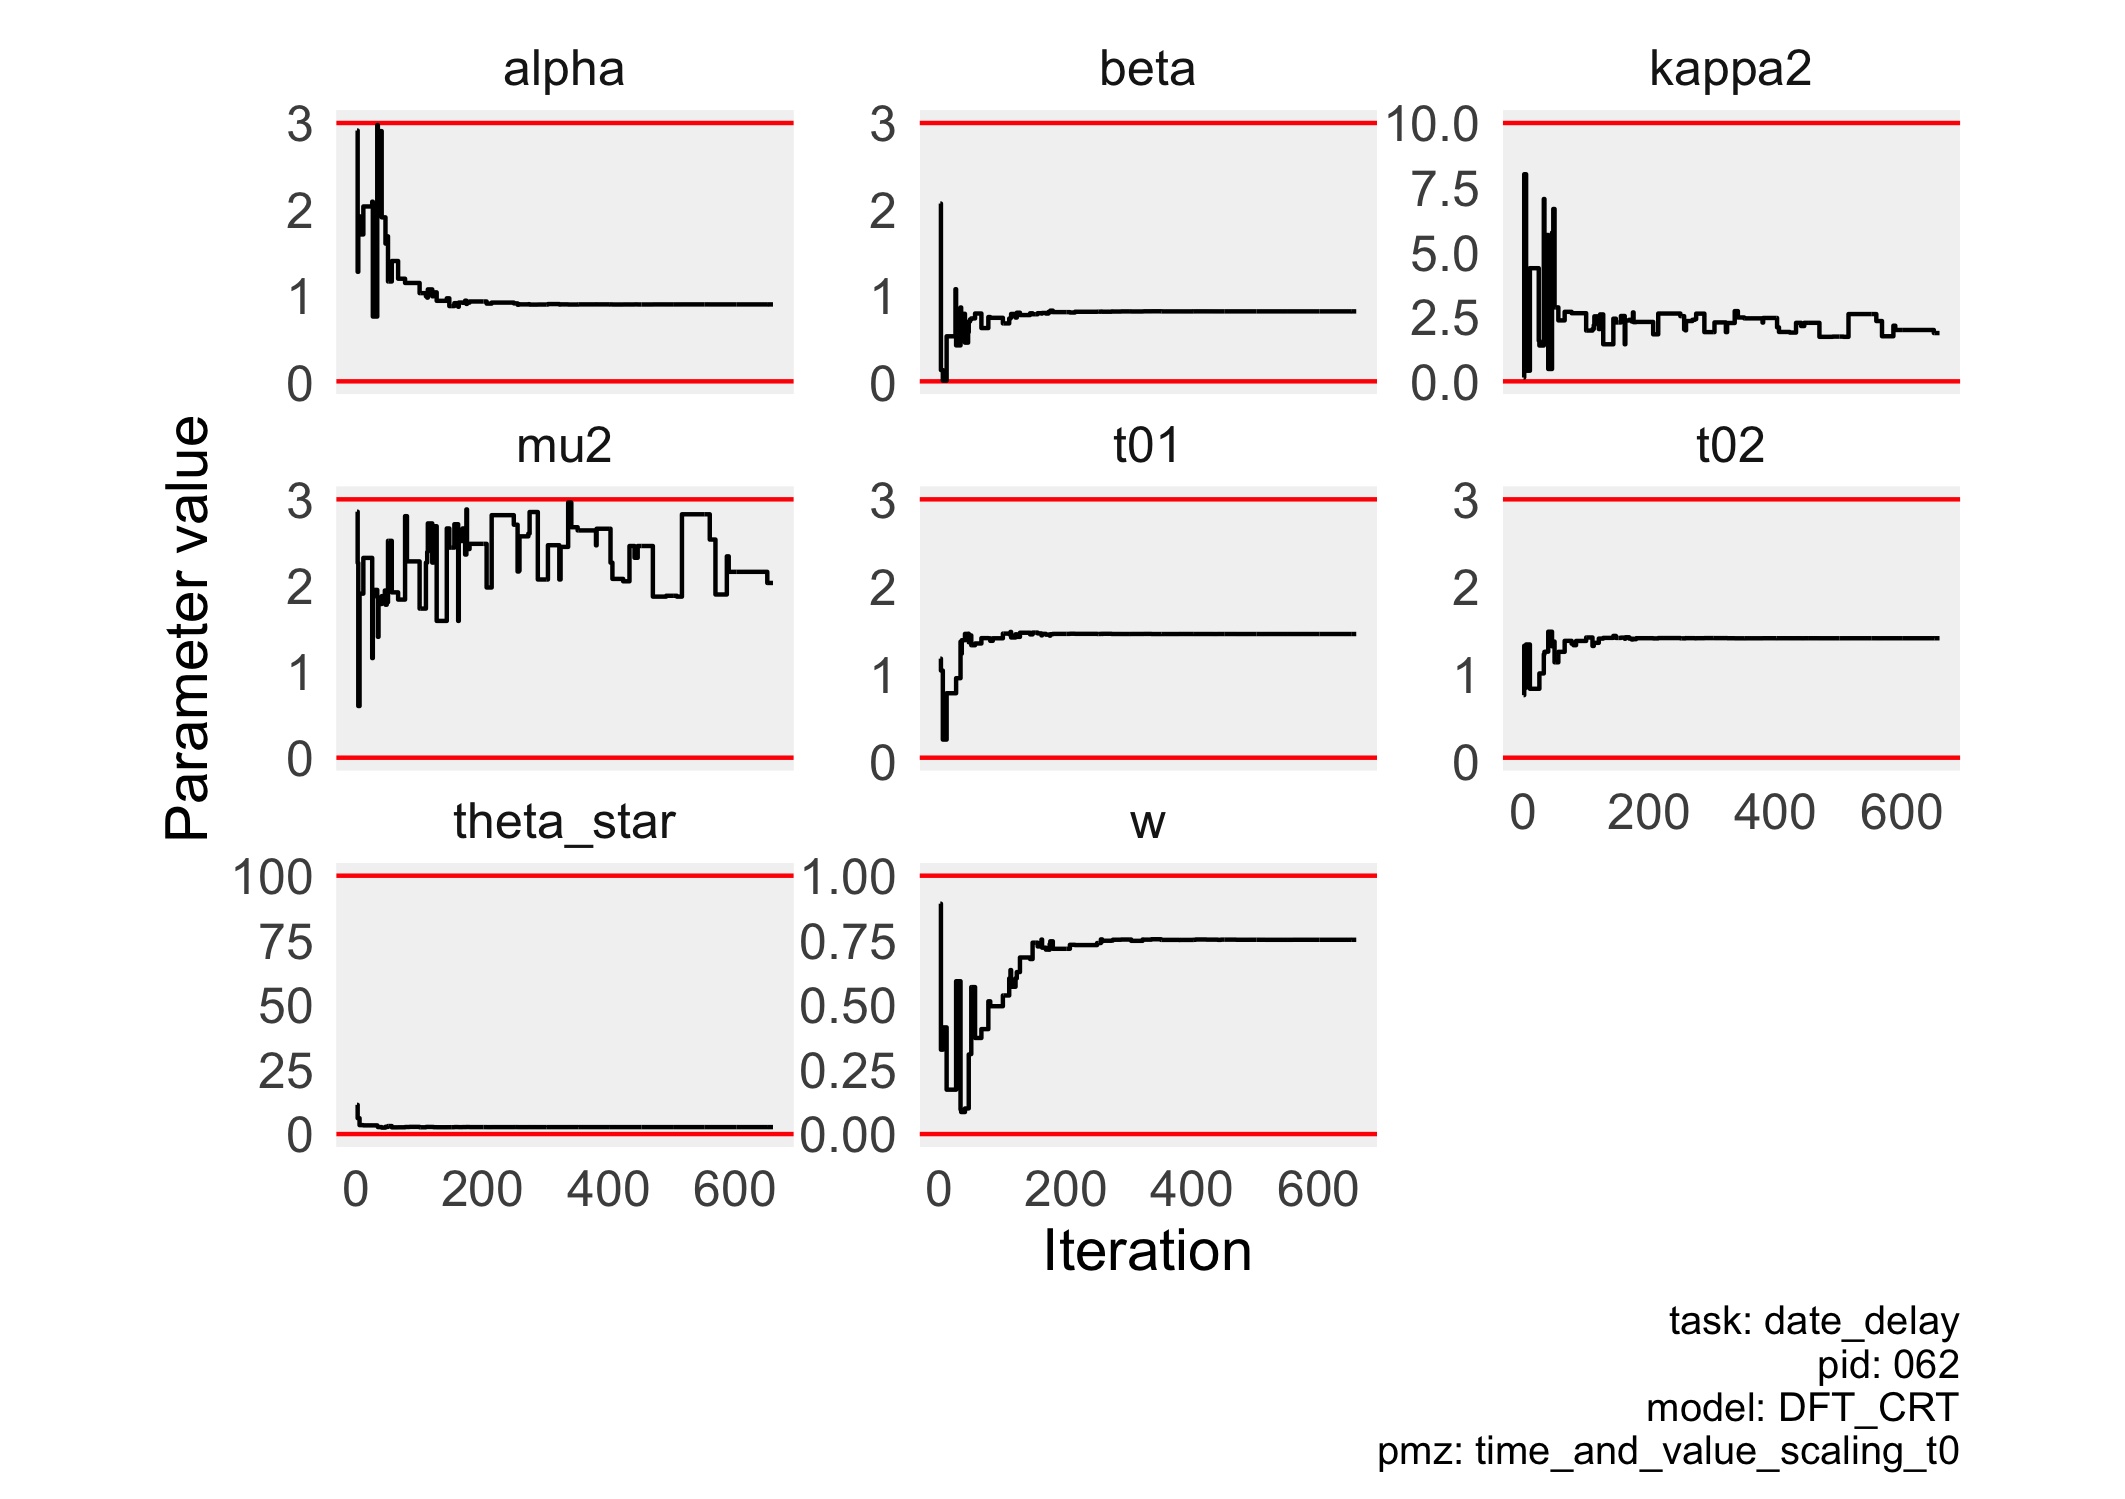 alpha
beta
kappa2
3
2
1
0
3
2
1
0
10.0
7.5
5.0
2.5
0.0
mu2
t01
t02
3
2
1
0
3
2
1
0
3
2
1
0
0 200 400 600
theta_star
w
100
75
50
25
0
1.00
0.75
0.50
0.25
0.00
0 200 400 600
0 200 400 600
Parameter value
Iteration
task: date_delay
pid: 062
model: DFT_CRT
pmz: time_and_value_scaling_t0